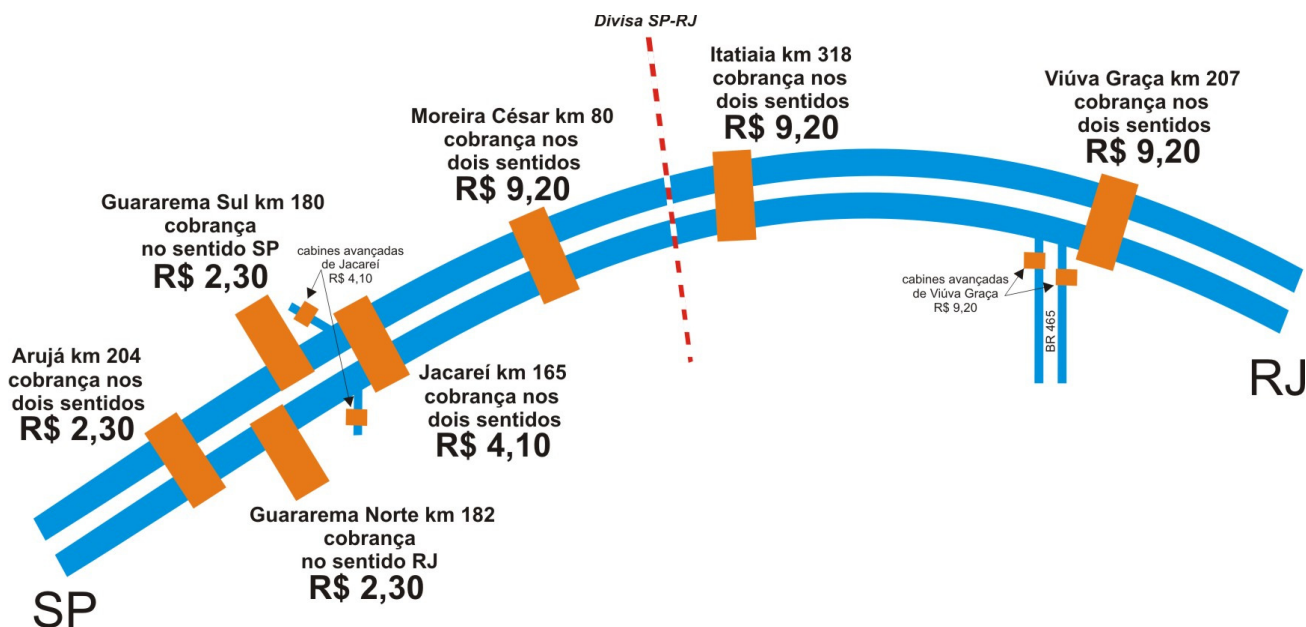 Divisa SP-RJ
Itatiaia km 318
cobrança nos
dois sentidos
R$ 9,20
Viúva Graça km 207
cobrança nos
dois sentidos
R$ 9,20
Moreira César km 80
cobrança nos
dois sentidos
R$ 9,20
Guararema Sul km 180
cobrança
no sentido SP
R$ 2,30
cabines avançadas
de Jacareí
R$ 4,10
cabines avançadas
de Viúva Graça
R$ 9,20
BR 465
Arujá km 204
cobrança nos
dois sentidos
R$ 2,30
Jacareí km 165
cobrança nos
dois sentidos
R$ 4,10
RJ
Guararema Norte km 182
cobrança
no sentido RJ
R$ 2,30
SP